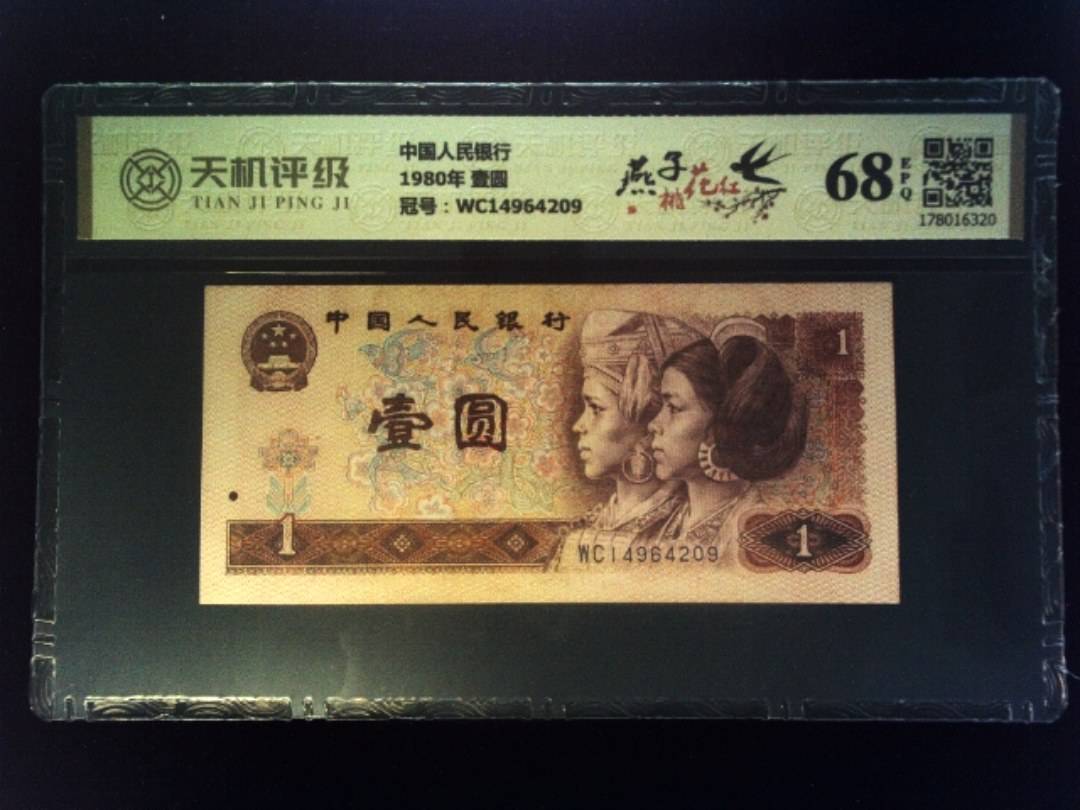 天机评级
TIAN JI PING JI
中国人民银行
1980年 壹圆
冠号：WC14964209
燕子
桃花红
68
EPQ
178016320
中国人民银行
1
壹圆
1
WC14964209
1